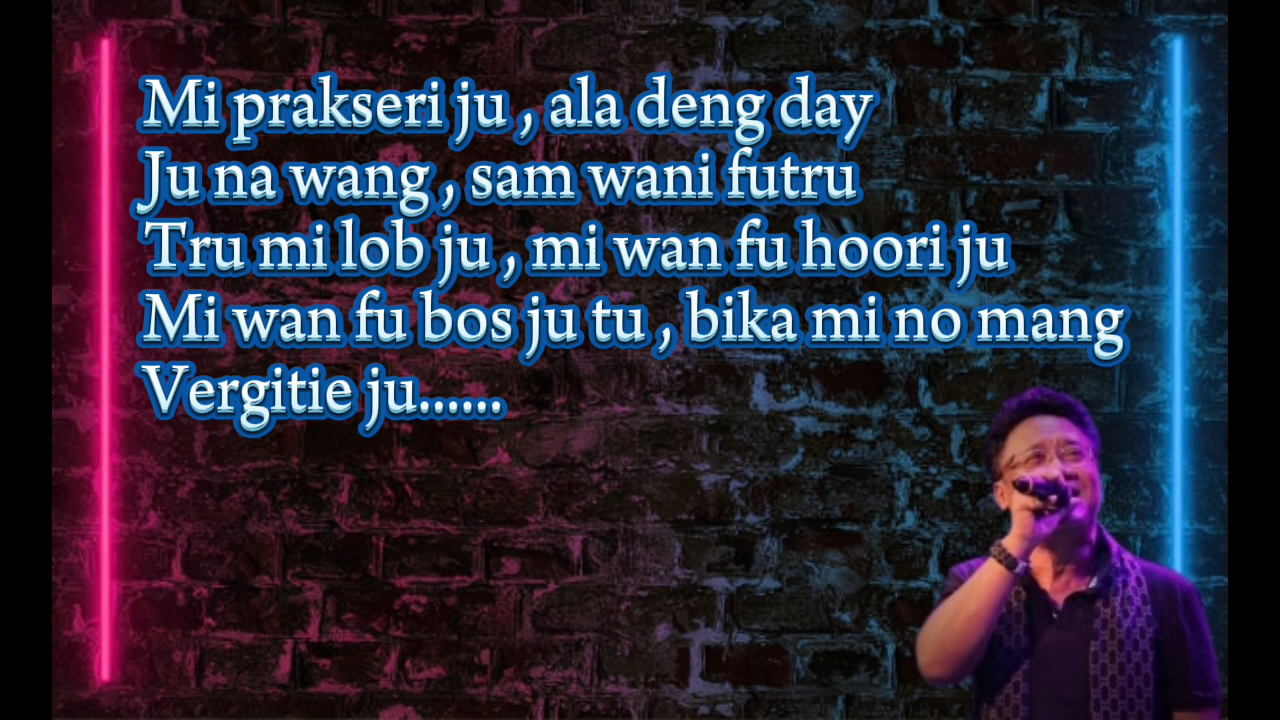 Mi prakseri ju , ala deng day
Ju na wang , sam wani futru
Tru mi lob ju , mi wan fu hoori ju
Mi wan fu bos ju tu , bika mi no mang
Vergitie ju......